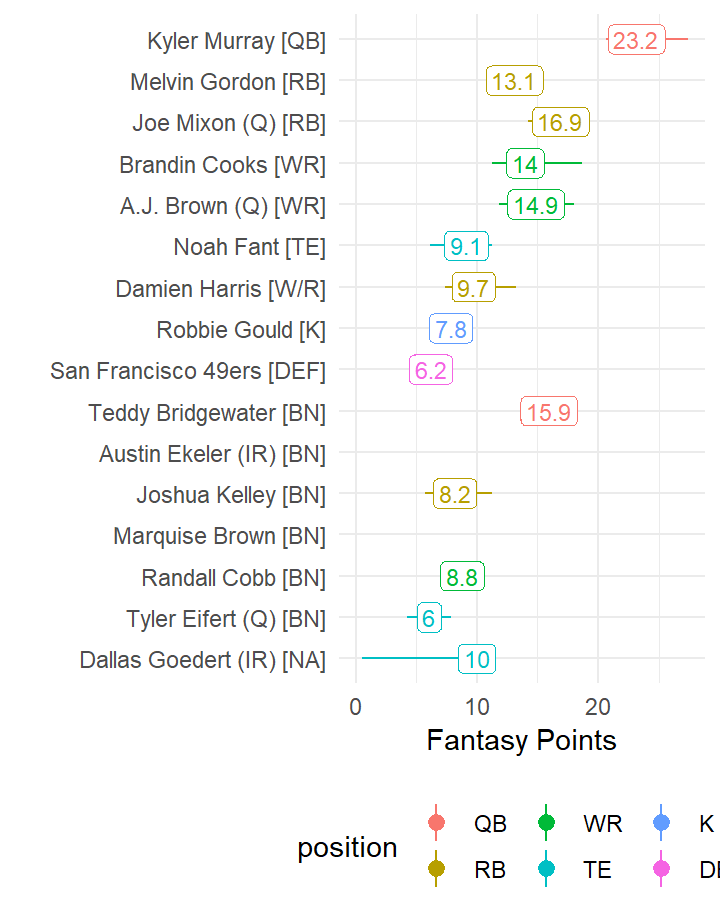 Kyler Murray [QB] 23.2
Melvin Gordon [RB] 13.1
Joe Mixon (Q) [RB] 16.9
Brandin Cooks [WR] 14
A.J. Brown (Q) [WR] 14.9
Noah Fant [TE] 9.1
Damien Harris [W/R] 9.7
Robbie Gould [K] 7.8
San Francisco 49ers [DEF] 6.2
Teddy Bridgewater [BN] 15.9
Austin Ekeler (IR) [BN]
Joshua Kelley [BN] 8.2
Marquise Brown [BN]
Randall Cobb [BN] 8.8
Tyler Eifert (Q) [BN] 6
Dallas Goedert (IR) [NA] 10
0 10 20
Fantasy Points
position
QB WR K
RB TE